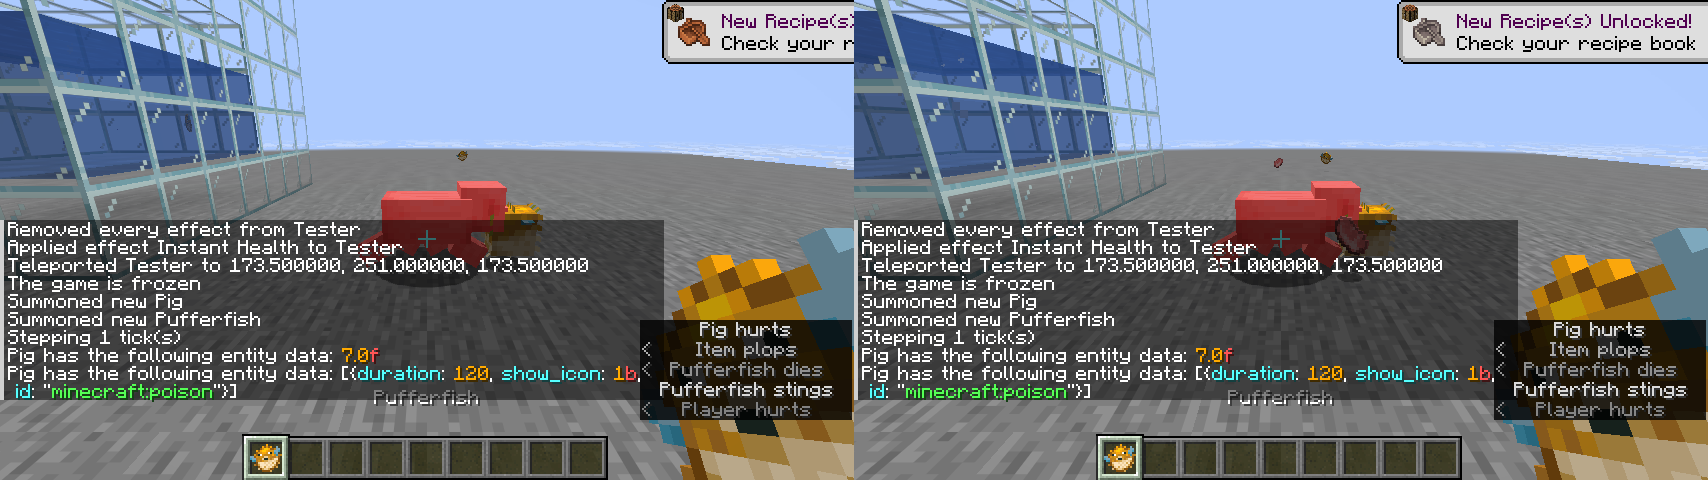 New Recipe(s)
Check your r
Removed every effect from Tester
Applied effect Instant Health to Tester
Teleported Tester to 173.500000, 251.000000, 173.500000
The game is frozen
Summoned new Pig
Summoned new Pufferfish
Stepping 1 tick(s)
Pig has the following entity data: 7.0f
Pig has the following entity data: [{duration: 120, show_icon: 1b,
id: "minecraft:poison"}]
Pufferfish
Pig hurts
< Item plops
< Pufferfish dies
Pufferfish stings
< Player hurts
New Recipe(s) Unlocked!
Check your recipe book
Removed every effect from Tester
Applied effect Instant Health to Tester
Teleported Tester to 173.500000, 251.000000, 173.500000
The game is frozen
Summoned new Pig
Summoned new Pufferfish
Stepping 1 tick(s)
Pig has the following entity data: 7.0f
Pig has the following entity data: [{duration: 120, show_icon: 1b,
id: "minecraft:poison"}]
Pufferfish
Pig hurts
< Item plops
< Pufferfish dies
Pufferfish stings
< Player hurts